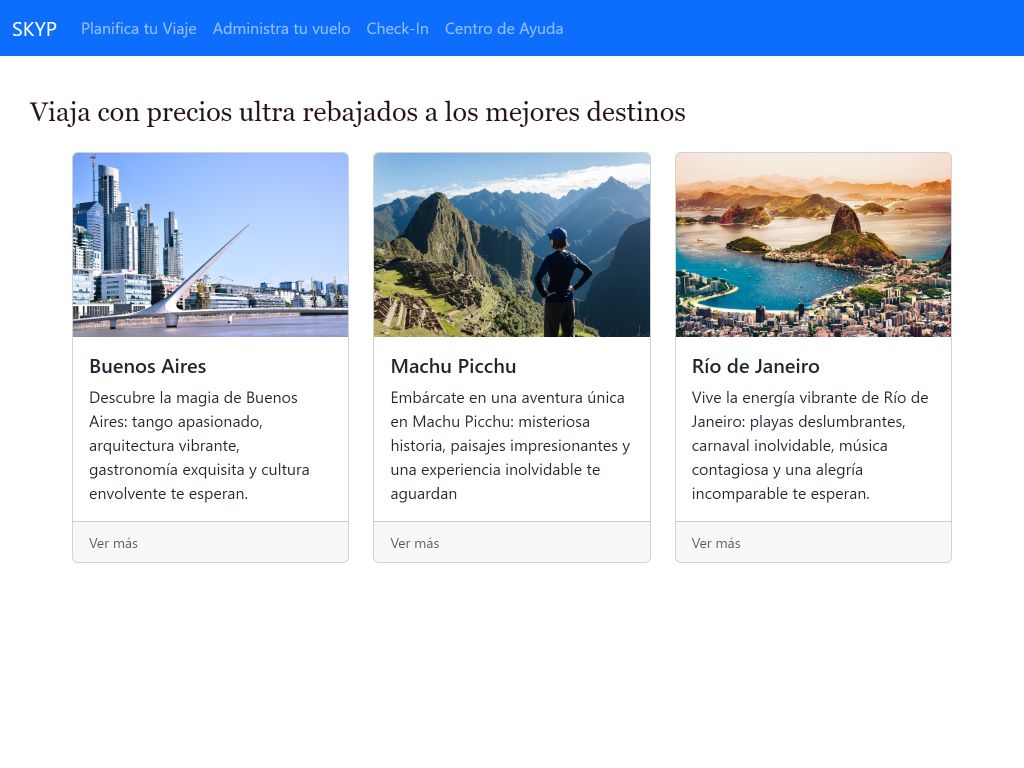 SKYP Planifica tu Viaje Administra tu vuelo Check-In Centro de Ayuda
Viaja con precios ultra rebajados a los mejores destinos
Buenos Aires
Descubre la magia de Buenos
Aires: tango apasionado,
arquitectura vibrante,
gastronomía exquisita y cultura
envolvente te esperan.
Ver más
Machu Picchu
Embárcate en una aventura única
en Machu Picchu: misteriosa
historia, paisajes impresionantes y
una experiencia inolvidable te
aguardan
Ver más
Río de Janeiro
Vive la energía vibrante de Río de
Janeiro: playas deslumbrantes,
carnaval inolvidable, música
contagiosa y una alegría
incomparable te esperan.
Ver más